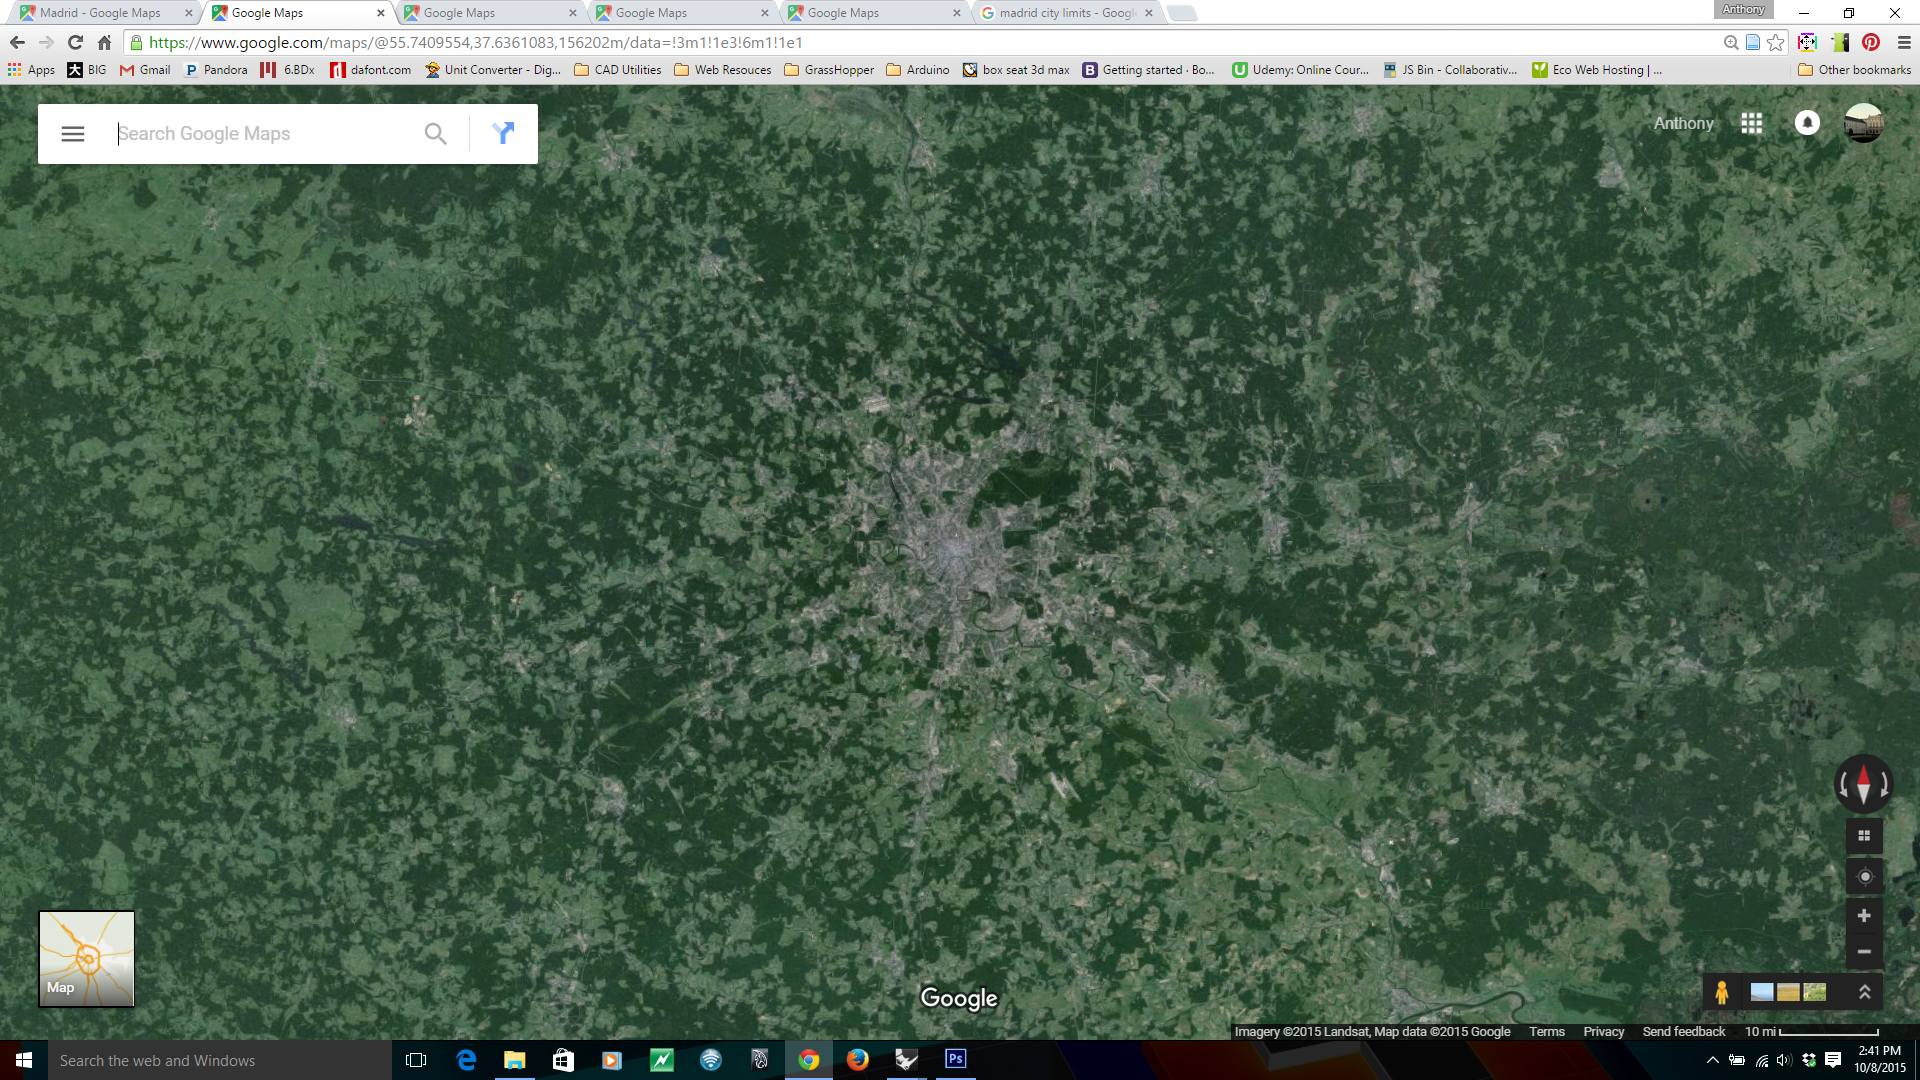 Madrid - Google Maps
Google Maps
Google Maps
Google Maps
Google Maps
madrid city limits - Googl
Anthony
https://www.google.com/maps/@55.7409554,37.6361083,156202m/data=!3m1!1e3!6m1!1e1
Apps
BIG
Gmail
Pandora
6.BDx
dafont.com
Unit Converter - Dig...
CAD Utilities
Web Resouces
GrassHopper
Arduino
box seat 3d max
Getting started · Bo...
Udemy: Online Cour...
JS Bin - Collaborativ...
Eco Web Hosting | ...
Other bookmarks
Search Google Maps
Anthony
Map
Google
Imagery ©2015 Landsat, Map data ©2015 Google Terms Privacy Send feedback 10 mi
Search the web and Windows
Ps
2:41 PM
10/8/2015